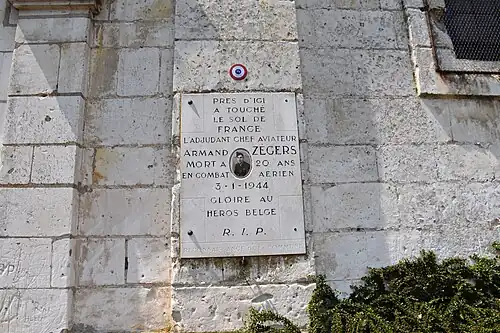 PRES D'ICI
A TOUCHE
LE SOL DE
FRANCE
L'ADJUDANT CHEF AVIATEUR
ARMAND ZEGERS
MORT A 20 ANS
EN COMBAT AERIEN
3-1-1944
GLOIRE AU
HEROS BELGE
R.I.P.